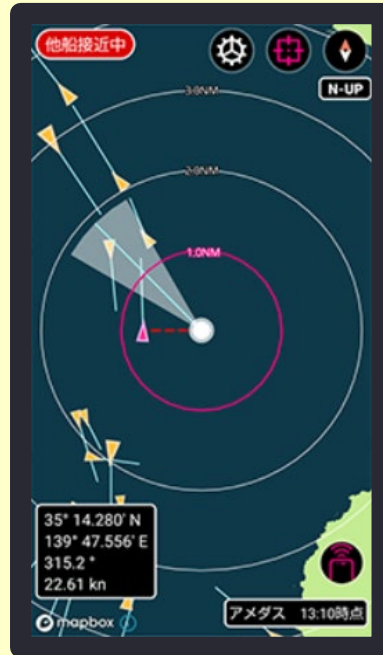 他船接近中
N-UP
3.0NM
2.0NM
1.0NM
35° 14.280' N
139° 47.556' E
315.2 °
22.61 kn
アメダス 13:10時点
mapbox